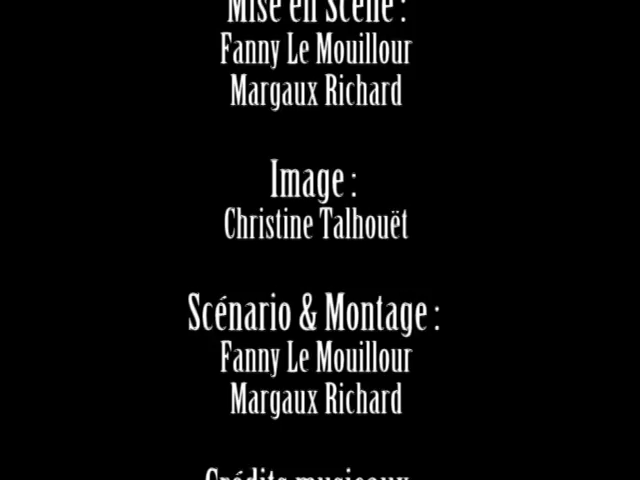 Mise en Scène :
Fanny Le Mouillour
Margaux Richard
Image :
Christine Talhouët
Scénario & Montage :
Fanny Le Mouillour
Margaux Richard
Crédits musicaux